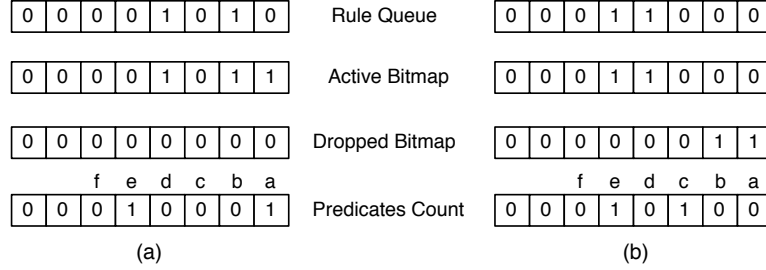 0 0 0 0 1 0 1 0 Rule Queue 0 0 0 1 1 0 0 0
0 0 0 0 1 0 1 1 Active Bitmap 0 0 0 1 1 0 0 0
0 0 0 0 0 0 0 0 Dropped Bitmap 0 0 0 0 0 0 1 1
f e d c b a f e d c b a
0 0 0 1 0 0 0 1 Predicates Count 0 0 0 1 0 1 0 0
(a) (b)